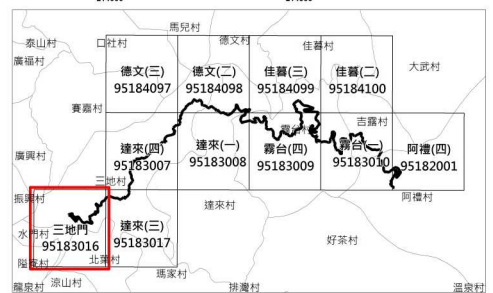 馬兒村
泰山村
口社村
德文村
佳暮村
廣福村
德文(三)
95184097
德文(二)
95184098
佳暮(三)
95184099
佳暮(二)
95184100
大武村
賽嘉村
吉露村
霧台村
廣興村
達來(四)
95183007
達來(一)
95183008
霧台(四)
95183009
霧台(一)
95183010
阿禮(四)
95182001
三地村
振興村
阿禮村
達來村
水門村
三地門
95183016
達來(三)
95183017
好茶村
北葉村
隘寮村
瑪家村
龍泉村
涼山村
排灣村
溫泉村